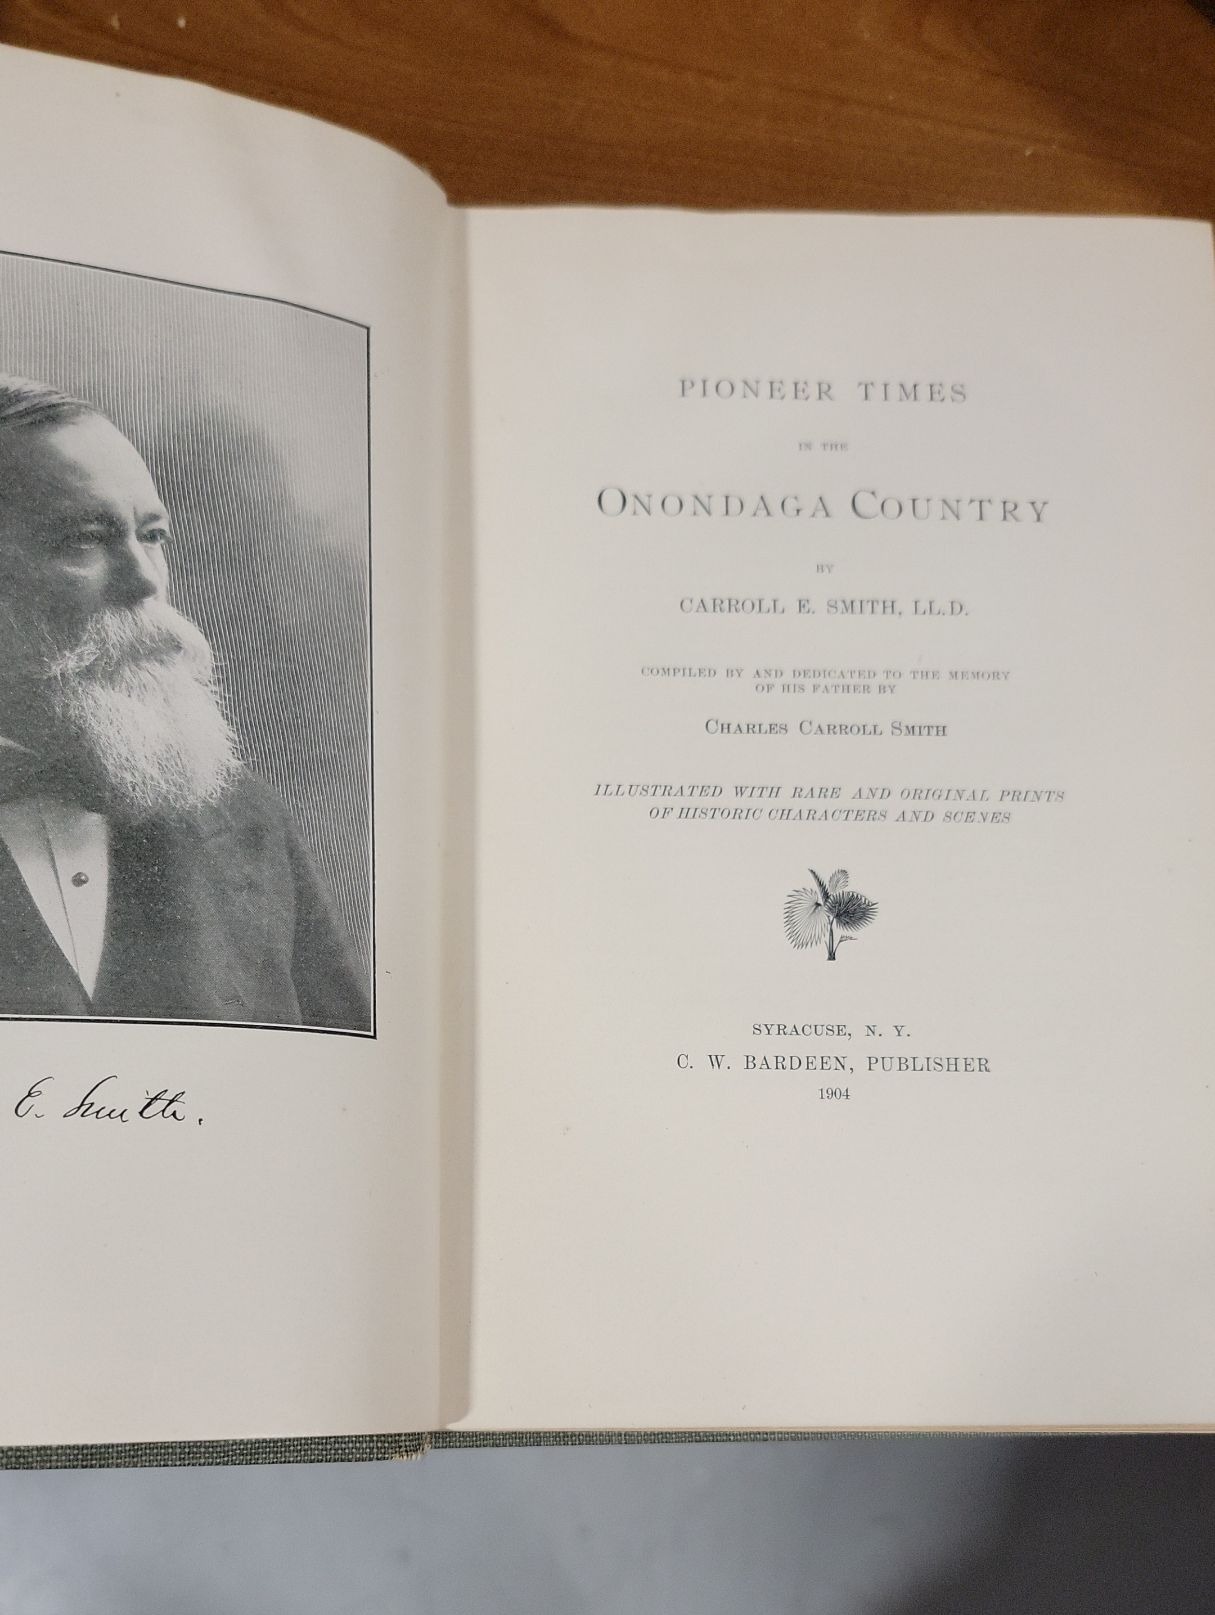 E. Smith.
PIONEER TIMES
IN THE
ONONDAGA COUNTRY
BY
CARROLL E. SMITH, LL.D.
COMPILED BY AND DEDICATED TO THE MEMORY
OF HIS FATHER BY
CHARLES CARROLL SMITH
ILLUSTRATED WITH RARE AND ORIGINAL PRINTS
OF HISTORIC CHARACTERS AND SCENES
SYRACUSE, N. Y.
C. W. BARDEEN, PUBLISHER
1904